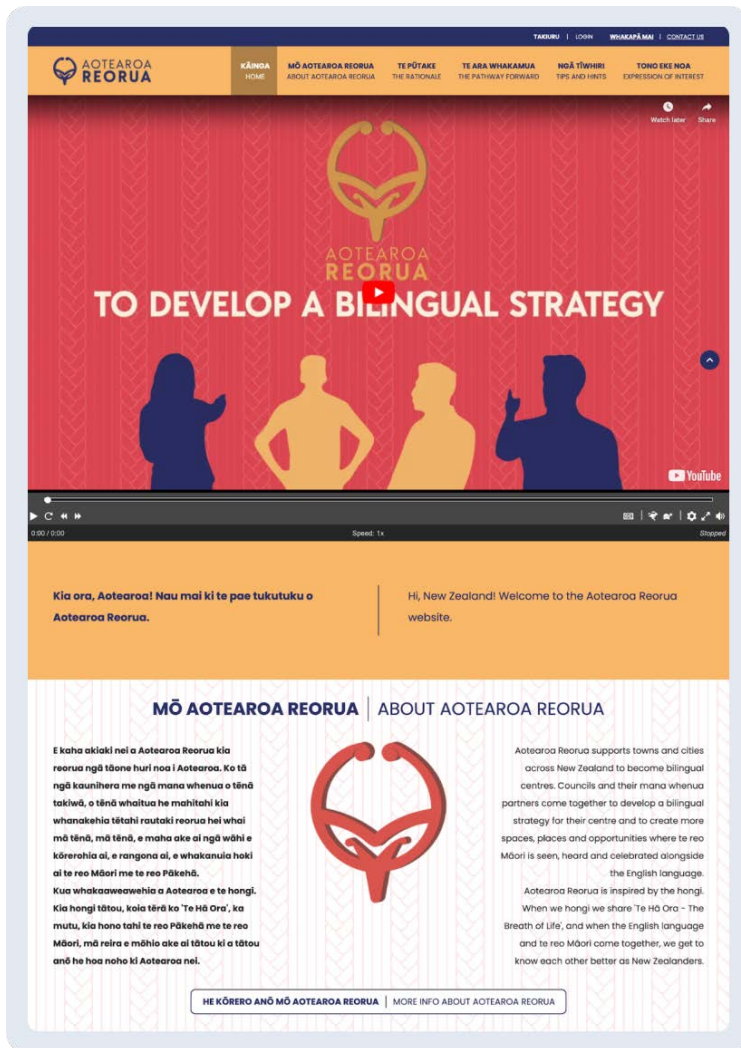 TAKIURU | LOGIN WHAKAPĀ MAI | CONTACT US
AOTEAROA
REORUA
KĀINGA
HOME
MŌ AOTEAROA REORUA
ABOUT AOTEAROA REORUA
TE PŪTAKE
THE RATIONALE
TE ARA WHAKAMUA
THE PATHWAY FORWARD
NGĀ TĪWHIRI
TIPS AND HINTS
TONO EKE NOA
EXPRESSION OF INTEREST
Watch later
Share
AOTEAROA
REORUA
TO DEVELOP A BILINGUAL STRATEGY
YouTube
0:00 / 0:00
Speed: 1x
Stopped
Kia ora, Aotearoa! Nau mai ki te pae tukutuku o
Aotearoa Reorua.
Hi, New Zealand! Welcome to the Aotearoa Reorua
website.
MŌ AOTEAROA REORUA | ABOUT AOTEAROA REORUA
E kaha akiaki nei a Aotearoa Reorua kia
reorua ngā tāone huri noa i Aotearoa. Ko tā
ngā kaunihera me ngā mana whenua o tēnā
takiwā, o tēnā whaitua he mahitahi kia
whanakehia tētahi rautaki reorua hei whai
mā tēnā, mā tēnā, e maha ake ai ngā wāhi e
kōrerohia ai, e rangona ai, e whakanuia hoki
ai te reo Māori me te reo Pākehā.
Kua whakaaweawehia a Aotearoa e te hongi.
Kia hongi tātou, koia tērā ko 'Te Hā Ora', ka
mutu, kia hono tahi te reo Pākehā me te reo
Māori, mā reira e mōhio ake ai tātou ki a tātou
anō he hoa noho ki Aotearoa nei.
Aotearoa Reorua supports towns and cities
across New Zealand to become bilingual
centres. Councils and their mana whenua
partners come together to develop a bilingual
strategy for their centre and to create more
spaces, places and opportunities where te reo
Māori is seen, heard and celebrated alongside
the English language.
Aotearoa Reorua is inspired by the hongi.
When we hongi we share 'Te Hā Ora - The
Breath of Life', and when the English language
and te reo Māori come together, we get to
know each other better as New Zealanders.
HE KŌRERO ANŌ MŌ AOTEAROA REORUA | MORE INFO ABOUT AOTEAROA REORUA